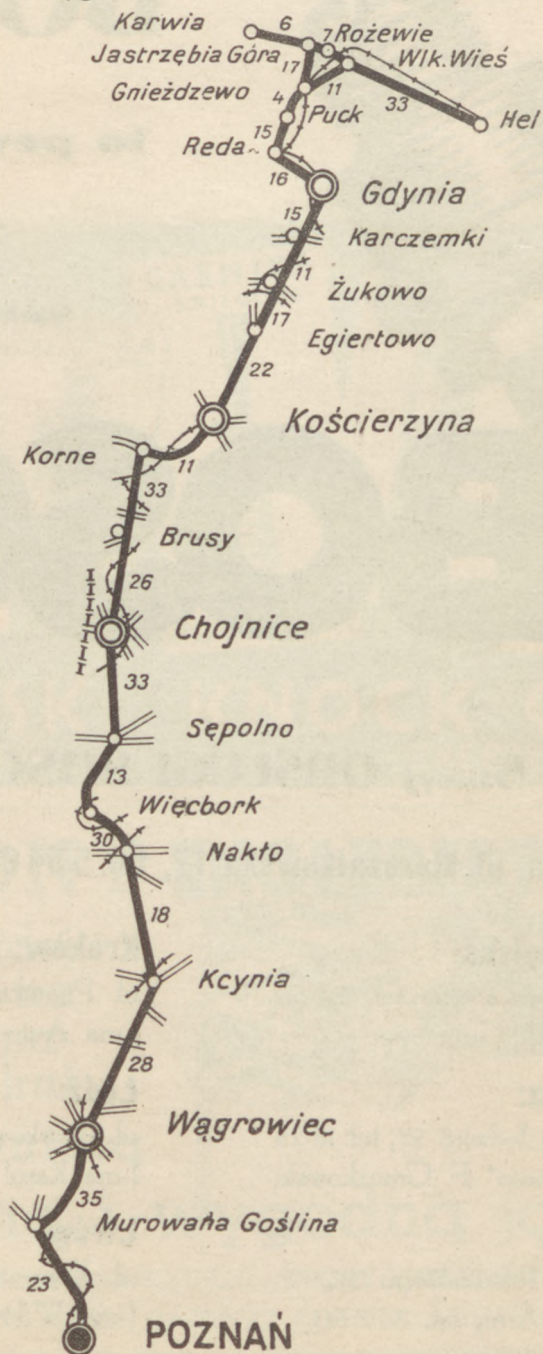 Karwia 6 7 Rożewie
Jastrzębia Góra 17 Wlk. Wieś
Gnieżdżewo 4 11 33
Puck Hel
15
Reda
16
Gdynia
15
Karczemki
11
Żukowo
17
Egiertowo
22
Kościerzyna
Korne 11
33
Brusy
26
Chojnice
33
Sępolno
13
Więcbork
30
Nakło
18
Kcynia
28
Wągrowiec
35
Murowana Goślina
23
POZNAŃ